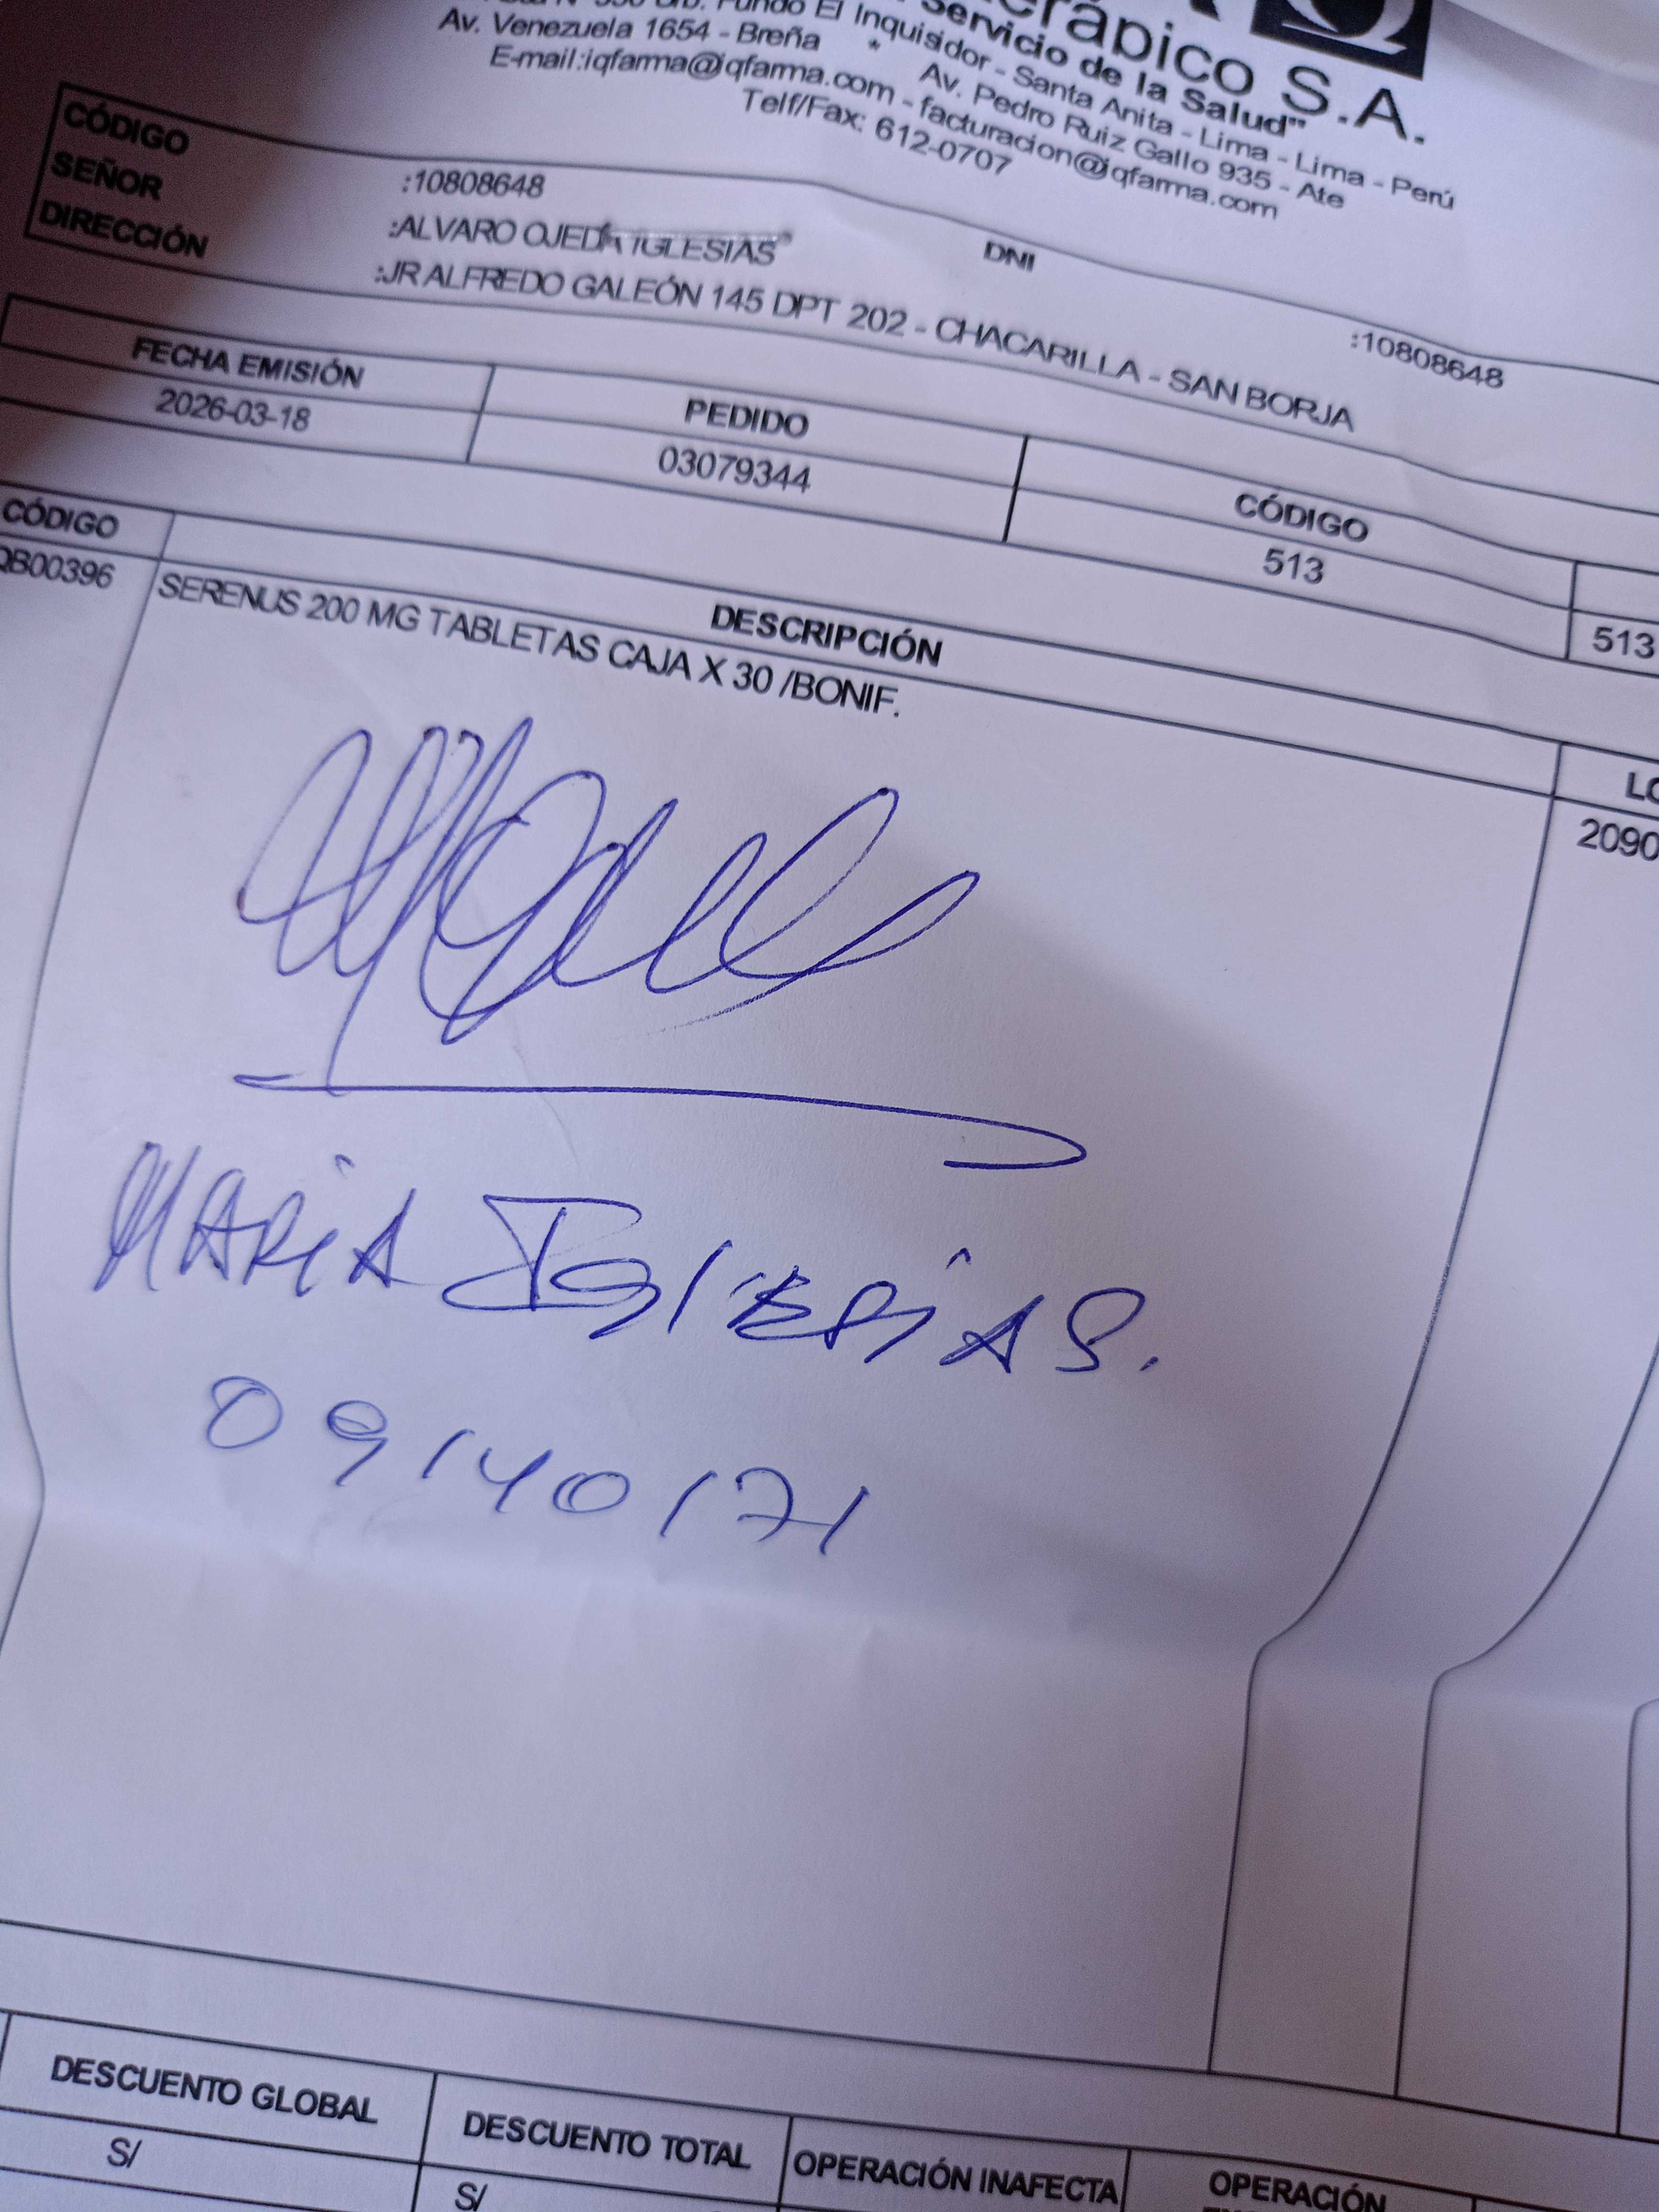 S.A.
Servicio de la Salud"
El Inquisidor - Santa Anita - Lima - Lima - Perú
Av. Venezuela 1654 - Breña * Av. Pedro Ruiz Gallo 935 - Ate
E-mail:iqfarma@iqfarma.com - facturacion@iqfarma.com
Telf/Fax: 612-0707
CÓDIGO :10808648 DNI :10808648
SEÑOR :ALVARO OJEDA IGLESIAS
DIRECCIÓN :JR ALFREDO GALEÓN 145 DPT 202 - CHACARILLA - SAN BORJA
FECHA EMISIÓN PEDIDO CÓDIGO
2026-03-18 03079344 513 513
CÓDIGO DESCRIPCIÓN
QB00396 SERENUS 200 MG TABLETAS CAJA X 30 /BONIF. 2090
MARÍA IGLESIAS.
09140171
DESCUENTO GLOBAL DESCUENTO TOTAL OPERACIÓN INAFECTA OPERACIÓN
S/ S/